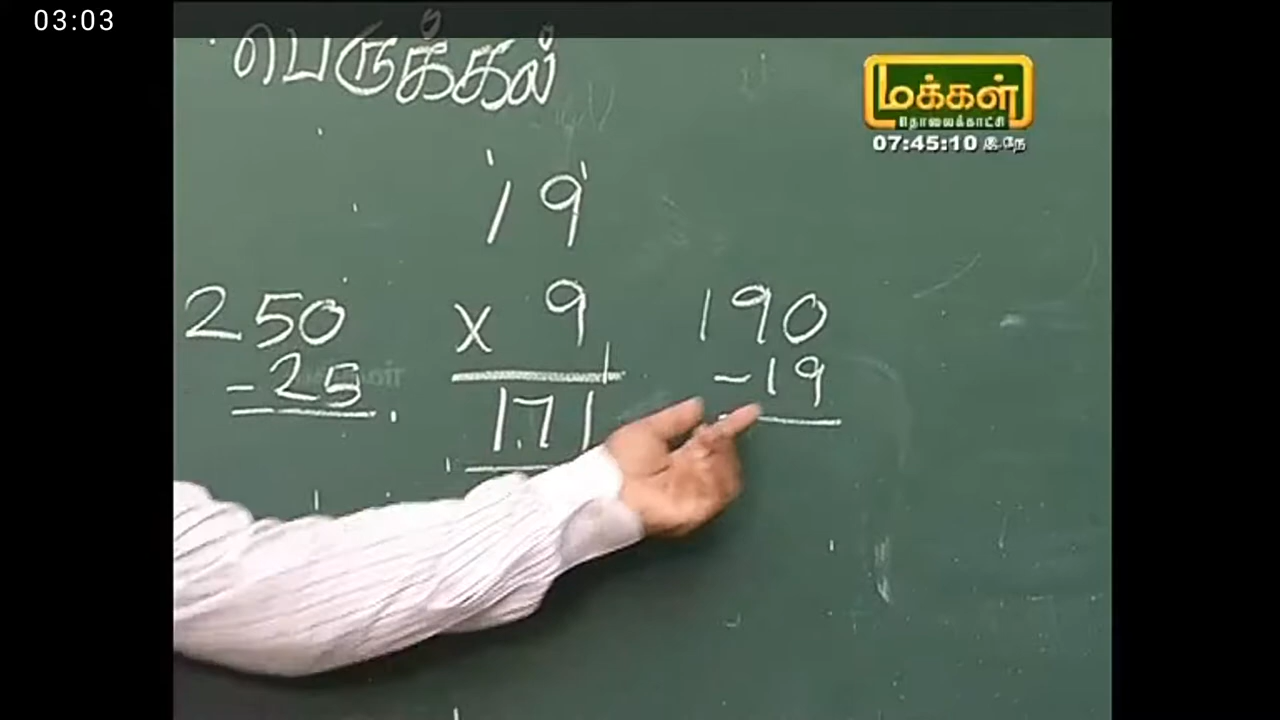 03:03
பெருக்கல்
மக்கள்
தொலைக்காட்சி
07:45:10 இ.நே
19
250
- 25
x 9
171
190
- 19